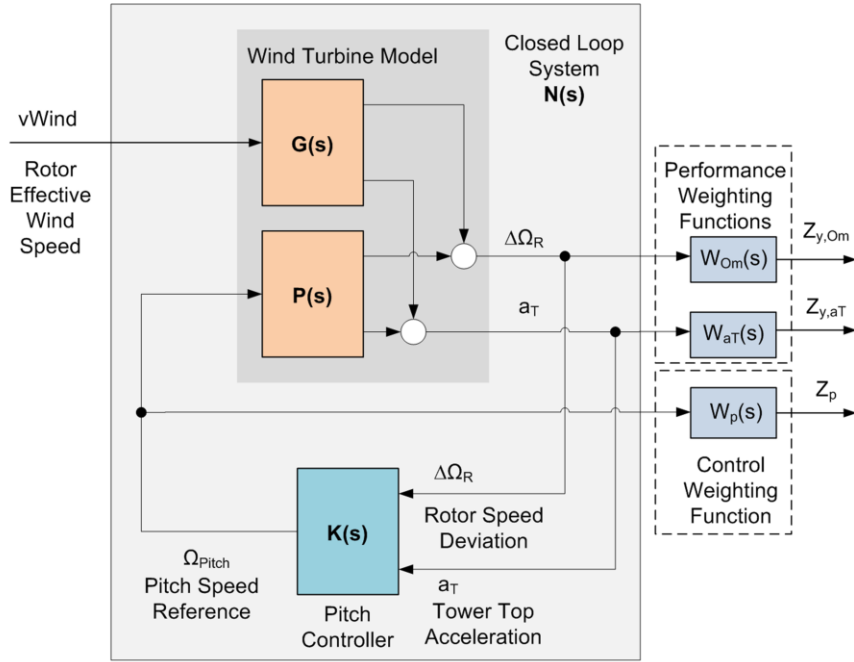 Wind Turbine Model
Closed Loop
System
N(s)
vWind
Rotor
Effective
Wind
Speed
G(s)
P(s)
ΔΩR
aT
Performance
Weighting
Functions
WOm(s)
Zy,Om
WaT(s)
Zy,aT
Wp(s)
Zp
Control
Weighting
Function
K(s)
ΔΩR
Rotor Speed
Deviation
aT
Tower Top
Acceleration
ΩPitch
Pitch Speed
Reference
Pitch
Controller